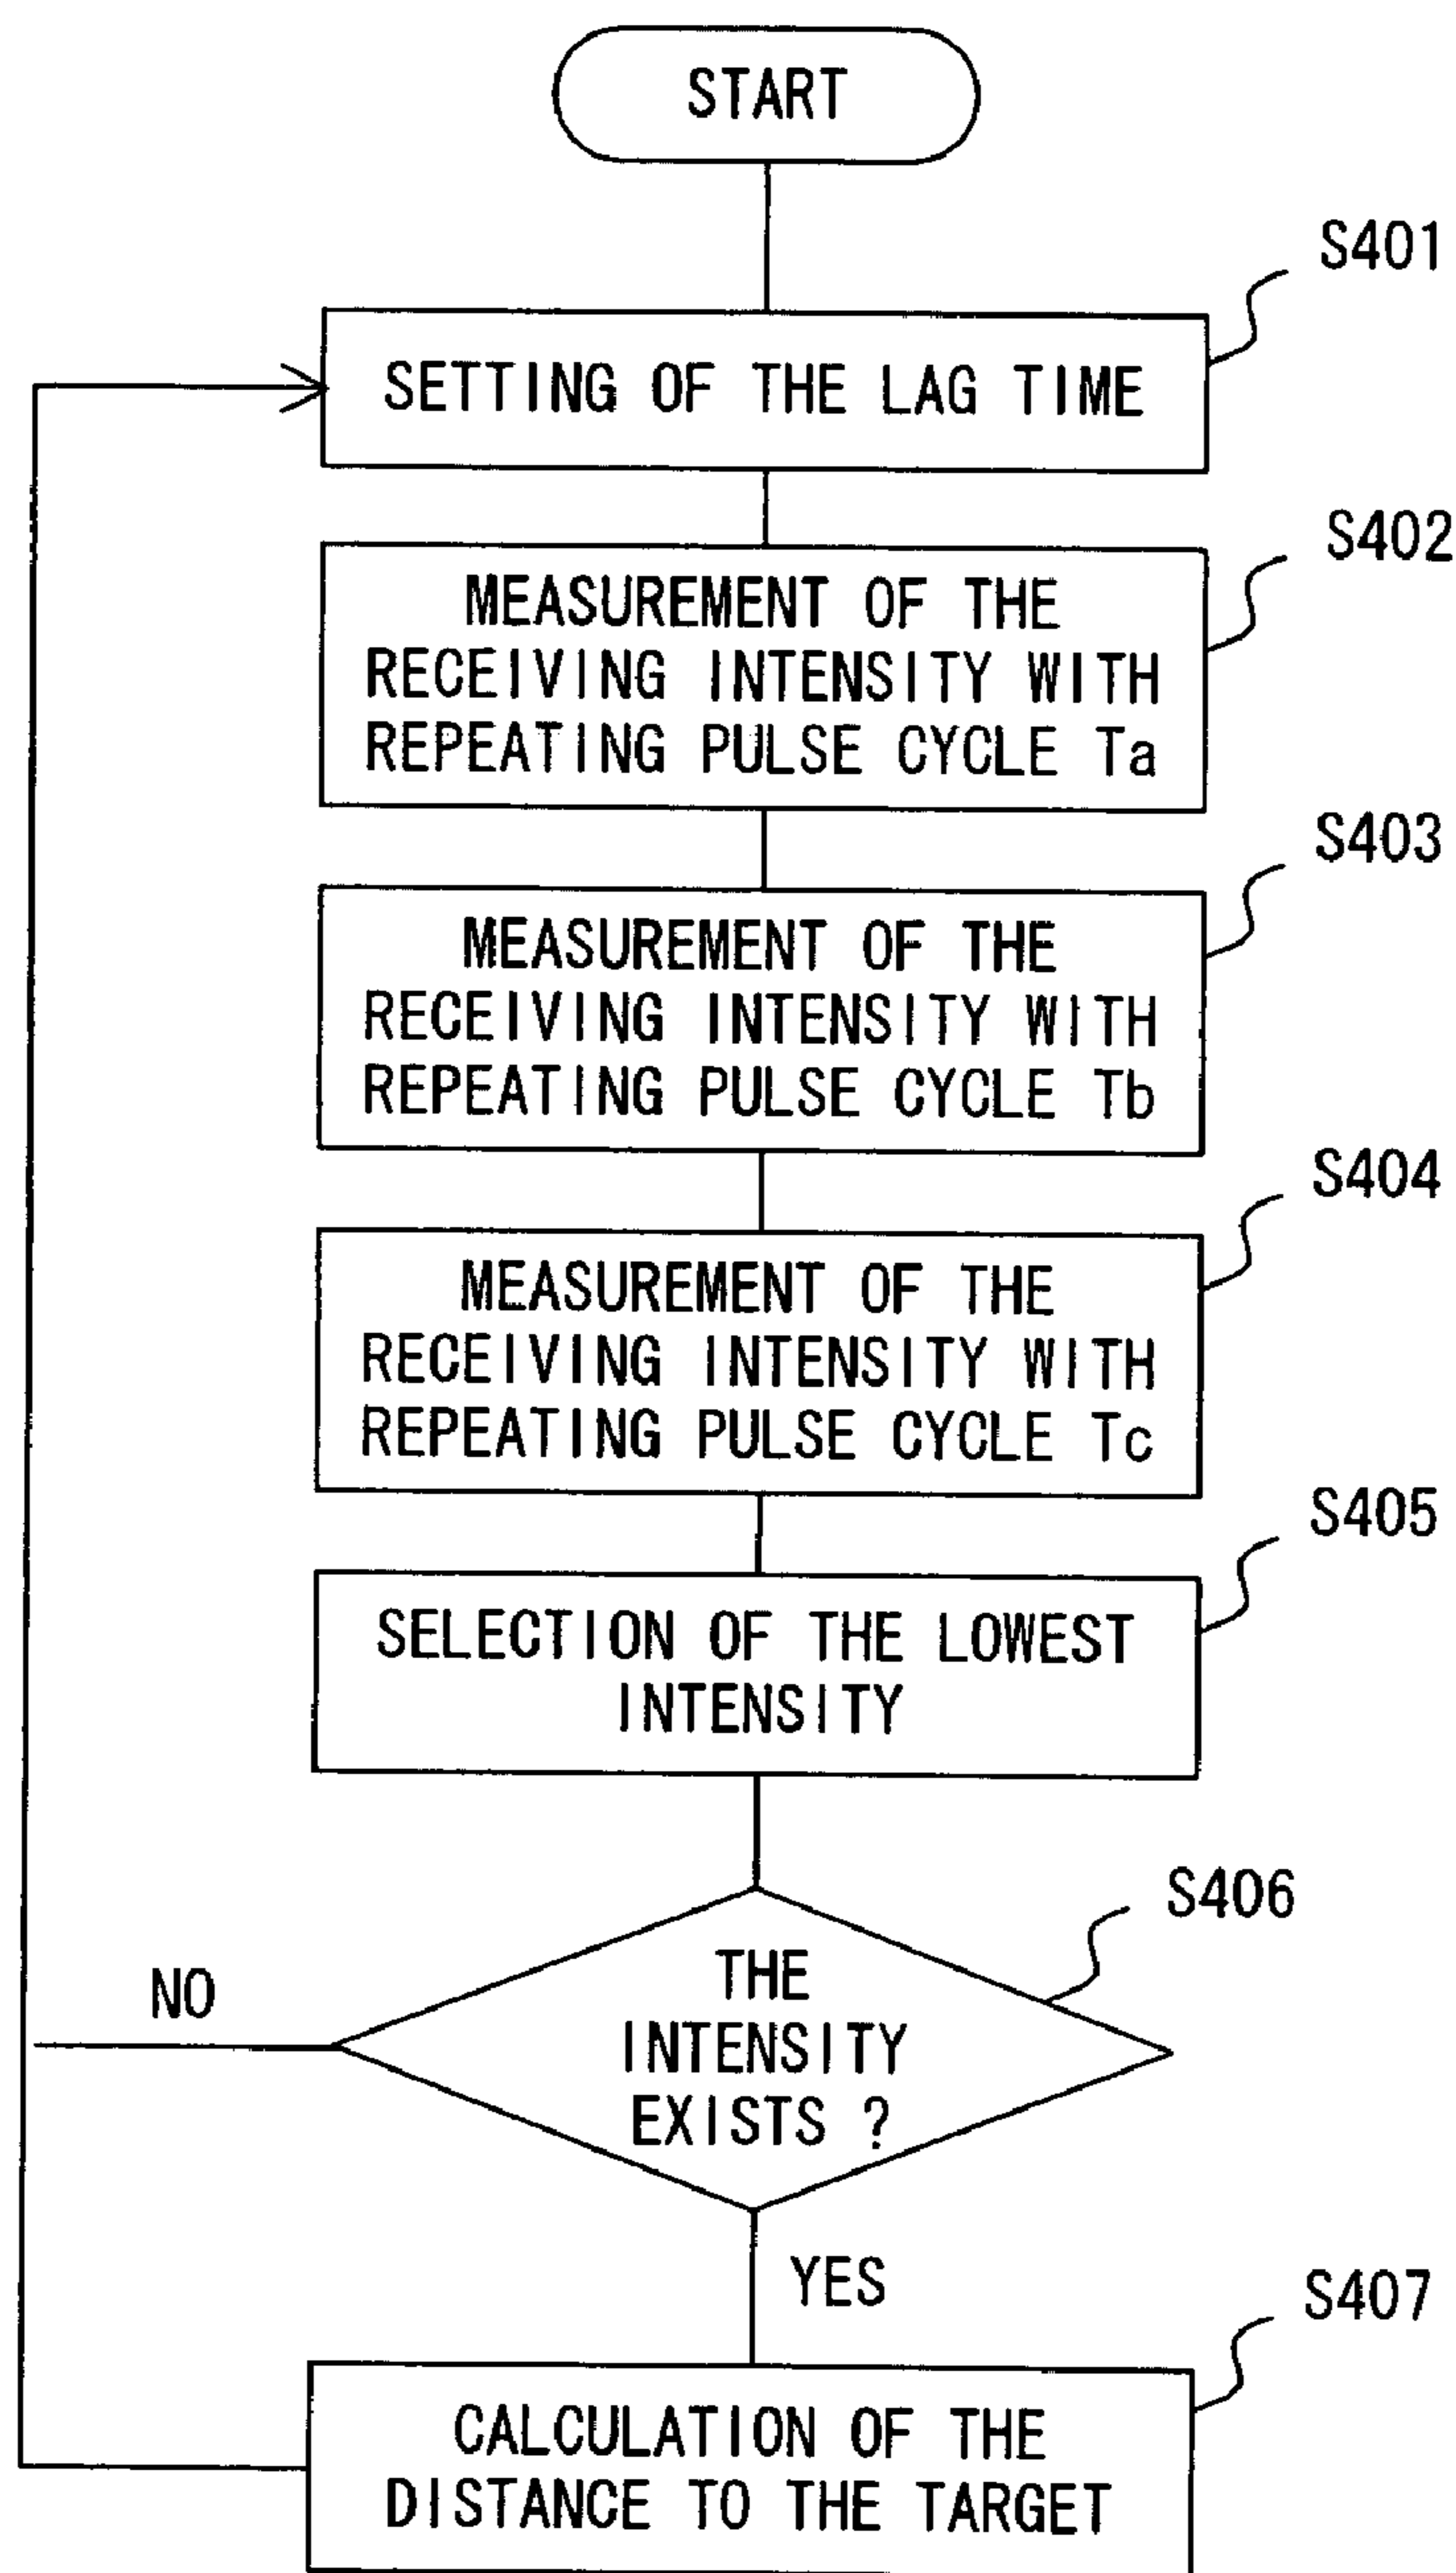 START
S401
SETTING OF THE LAG TIME
S402
MEASUREMENT OF THE
RECEIVING INTENSITY WITH
REPEATING PULSE CYCLE Ta
S403
MEASUREMENT OF THE
RECEIVING INTENSITY WITH
REPEATING PULSE CYCLE Tb
S404
MEASUREMENT OF THE
RECEIVING INTENSITY WITH
REPEATING PULSE CYCLE Tc
S405
SELECTION OF THE LOWEST
INTENSITY
S406
THE
INTENSITY
EXISTS ?
NO
YES
S407
CALCULATION OF THE
DISTANCE TO THE TARGET